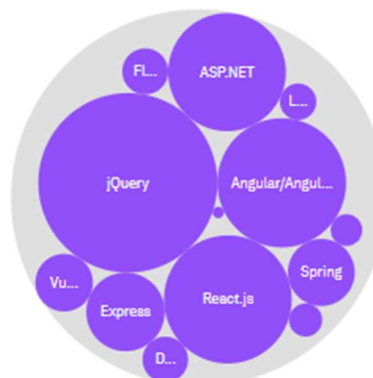 ASP.NET
Fl...
L...
jQuery
Angular/Angul...
Spring
Vu...
Express
React.js
D...